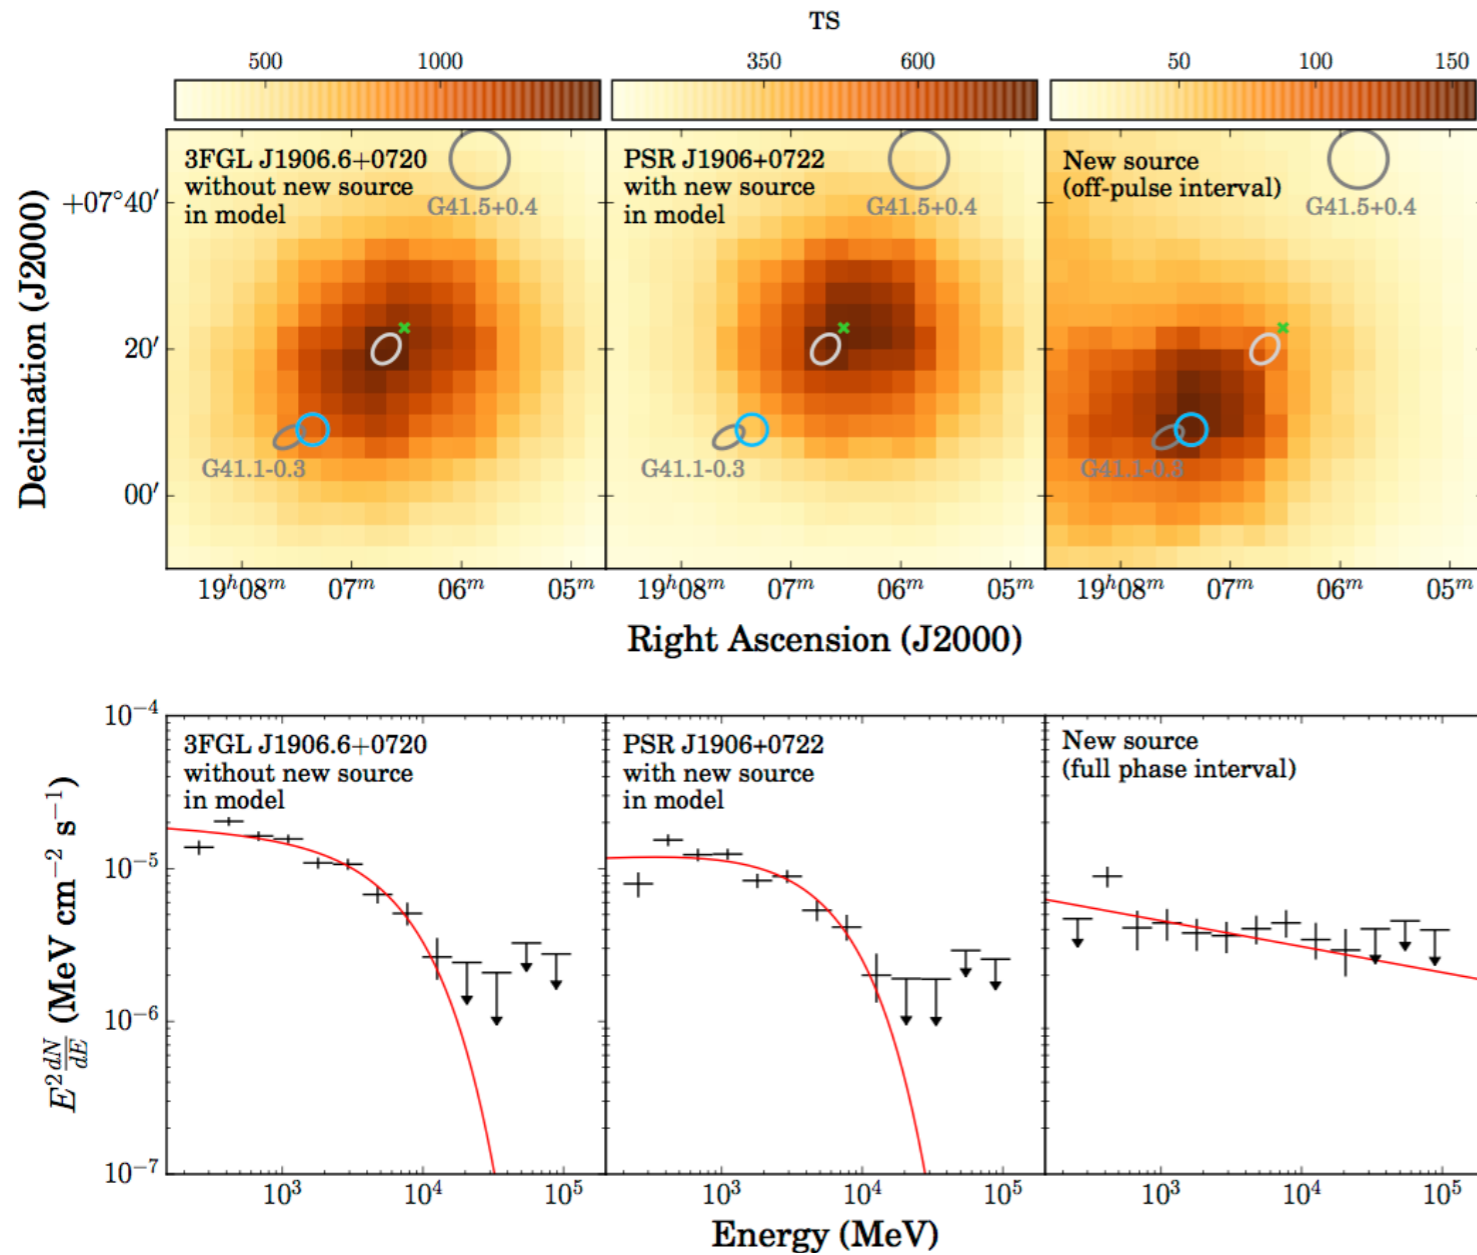 TS
500 1000
350 600
50 100 150
3FGL J1906.6+0720
without new source
in model
G41.5+0.4
G41.1-0.3
PSR J1906+0722
with new source
in model
G41.5+0.4
G41.1-0.3
New source
(off-pulse interval)
G41.5+0.4
G41.1-0.3
Declination (J2000)
+07°40′
20′
00′
19ʰ08ᵐ 07ᵐ 06ᵐ 05ᵐ
19ʰ08ᵐ 07ᵐ 06ᵐ 05ᵐ
19ʰ08ᵐ 07ᵐ 06ᵐ 05ᵐ
Right Ascension (J2000)
3FGL J1906.6+0720
without new source
in model
PSR J1906+0722
with new source
in model
New source
(full phase interval)
E² dN/dE (MeV cm⁻² s⁻¹)
10⁻⁴
10⁻⁵
10⁻⁶
10⁻⁷
10³ 10⁴ 10⁵
10³ 10⁴ 10⁵
10³ 10⁴ 10⁵
Energy (MeV)